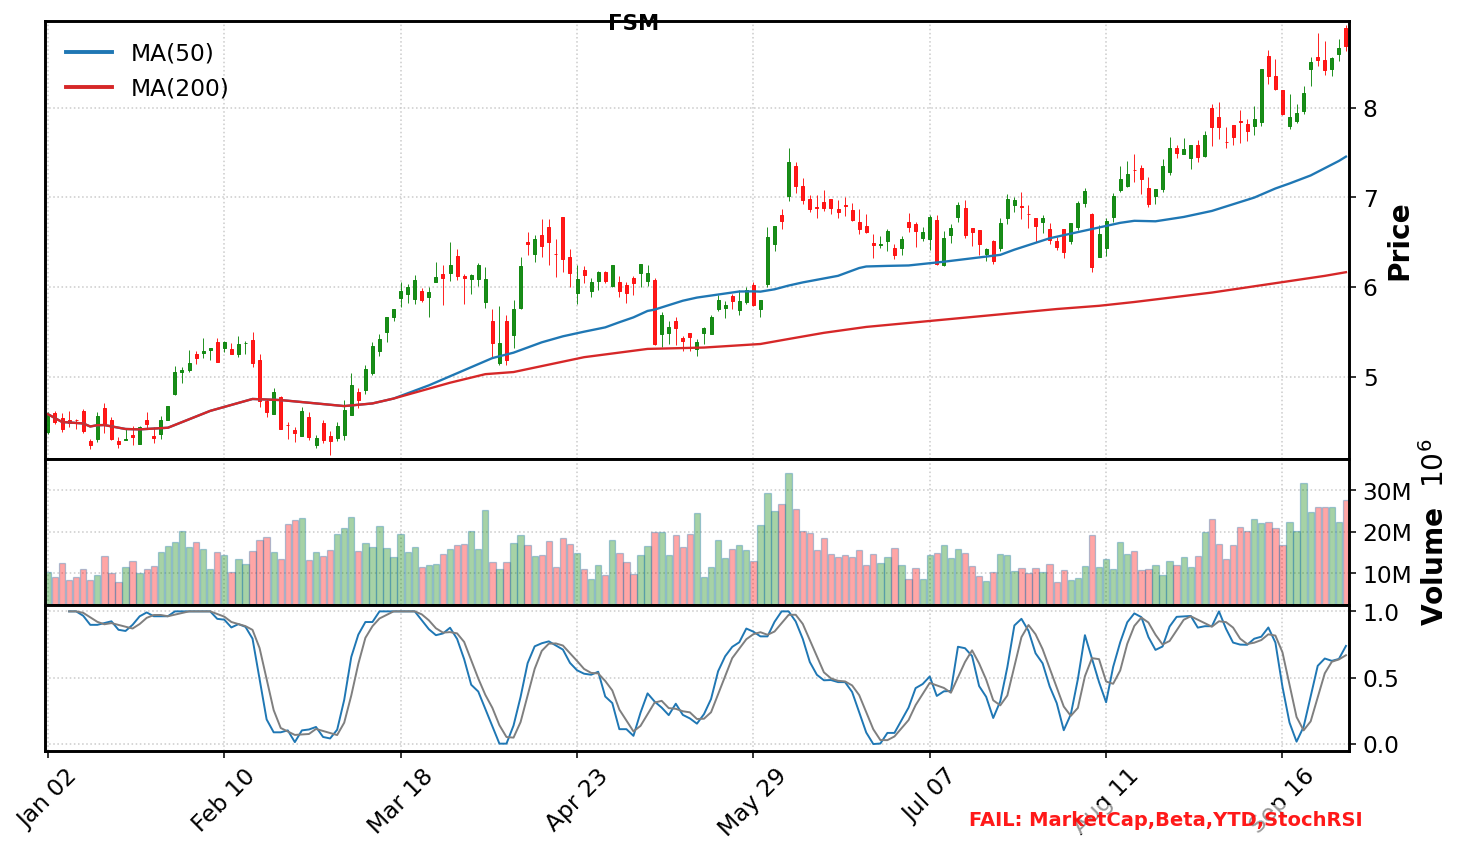 FSM
MA(50)
MA(200)
8
7
6
5
Price
30M
20M
10M
Volume 10^6
1.0
0.5
0.0
Jan 02
Feb 10
Mar 18
Apr 23
May 29
Jul 07
Aug 11
Sep 16
FAIL: MarketCap,Beta,YTD,StochRSI